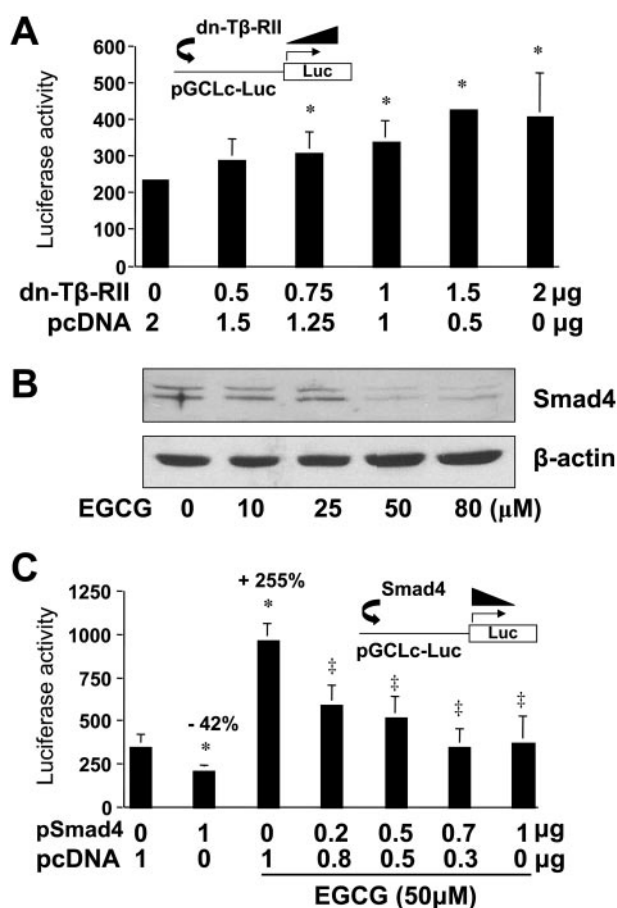 A
dn-Tβ-RII
Luc
pGCLc-Luc
Luciferase activity
600
500
400
300
200
100
0
* * * *
dn-Tβ-RII 0 0.5 0.75 1 1.5 2 µg
pcDNA 2 1.5 1.25 1 0.5 0 µg
B
Smad4
β-actin
EGCG 0 10 25 50 80 (µM)
C
Luciferase activity
1250
1000
750
500
250
0
- 42%
*
+ 255%
*
‡ ‡ ‡ ‡
Smad4
Luc
pGCLc-Luc
pSmad4 0 1 0 0.2 0.5 0.7 1 µg
pcDNA 1 0 1 0.8 0.5 0.3 0 µg
EGCG (50µM)